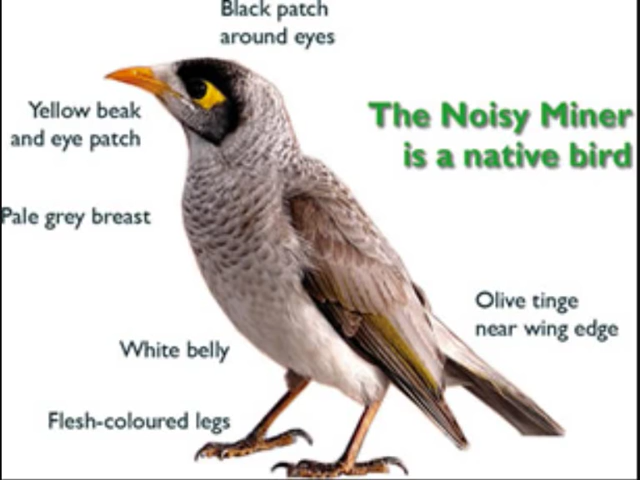 Black patch
around eyes
Yellow beak
and eye patch
The Noisy Miner
is a native bird
Pale grey breast
Olive tinge
near wing edge
White belly
Flesh-coloured legs